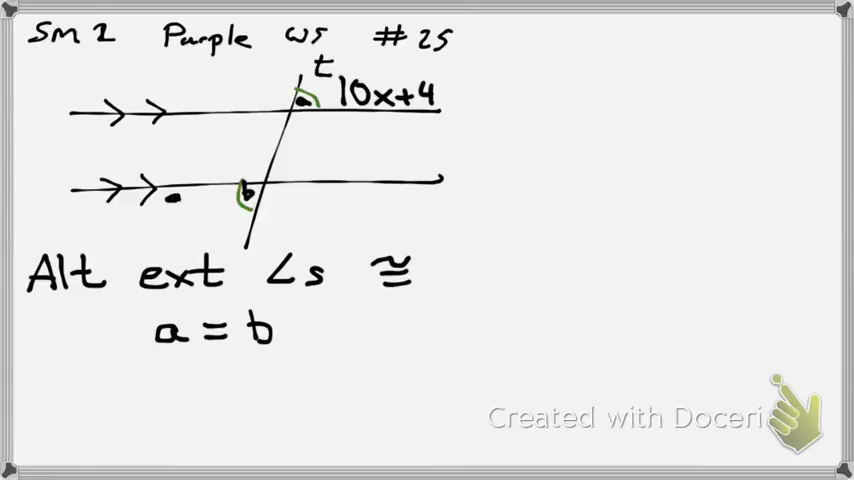 Sm 2 Purple ws # 25
t
a 10x+4
b
Alt ext ∠s ≅
a = b
Created with Doceri